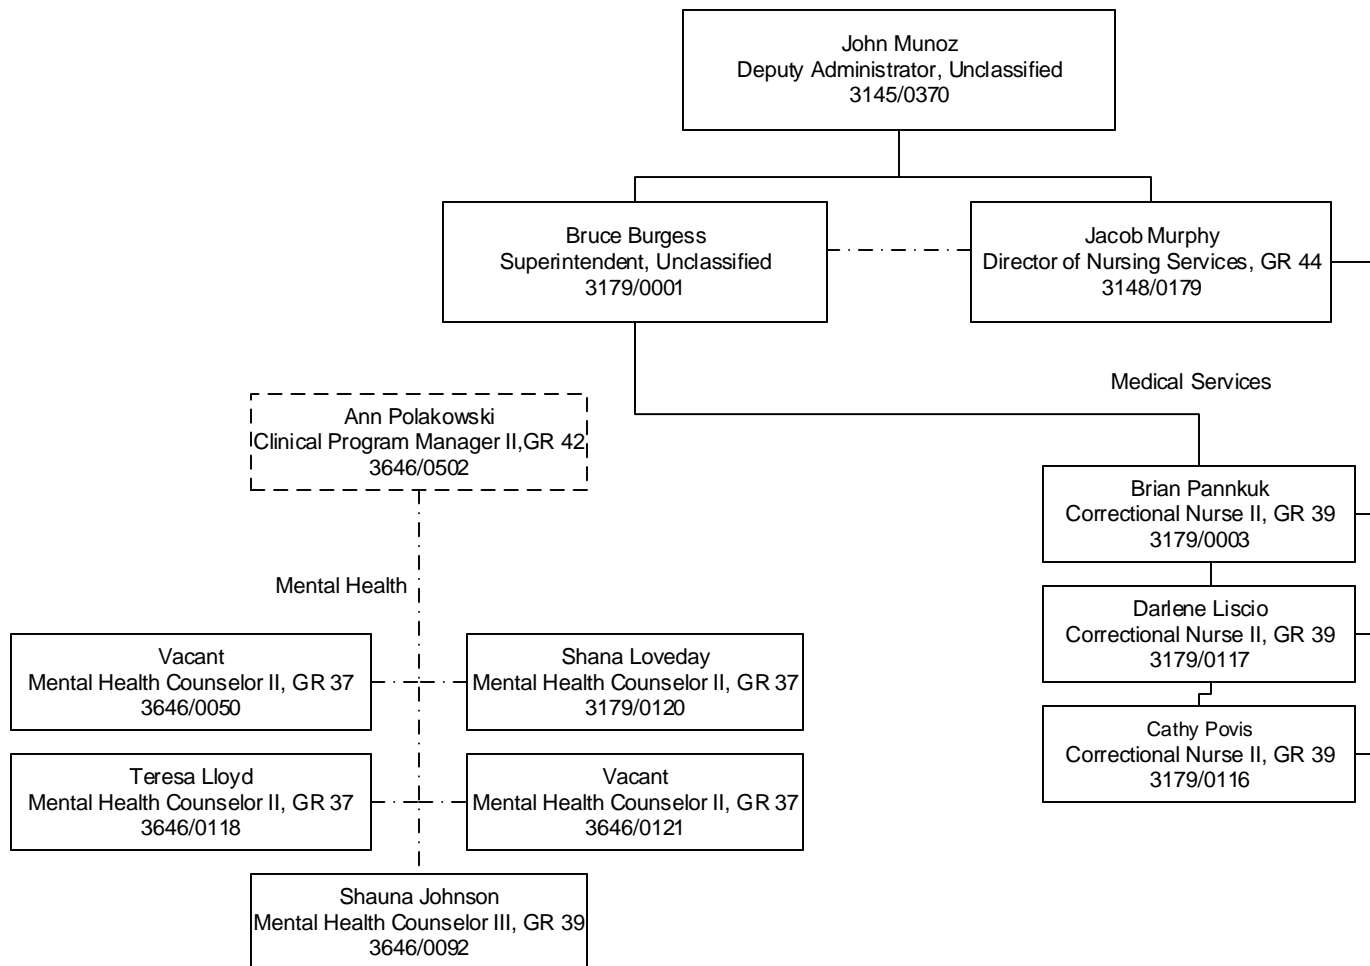 John Munoz
Deputy Administrator, Unclassified
3145/0370
Bruce Burgess
Superintendent, Unclassified
3179/0001
Jacob Murphy
Director of Nursing Services, GR 44
3148/0179
Medical Services
Ann Polakowski
Clinical Program Manager II,GR 42
3646/0502
Brian Pannkuk
Correctional Nurse II, GR 39
3179/0003
Mental Health
Darlene Liscio
Correctional Nurse II, GR 39
3179/0117
Vacant
Mental Health Counselor II, GR 37
3646/0050
Shana Loveday
Mental Health Counselor II, GR 37
3179/0120
Cathy Povis
Correctional Nurse II, GR 39
3179/0116
Teresa Lloyd
Mental Health Counselor II, GR 37
3646/0118
Vacant
Mental Health Counselor II, GR 37
3646/0121
Shauna Johnson
Mental Health Counselor III, GR 39
3646/0092